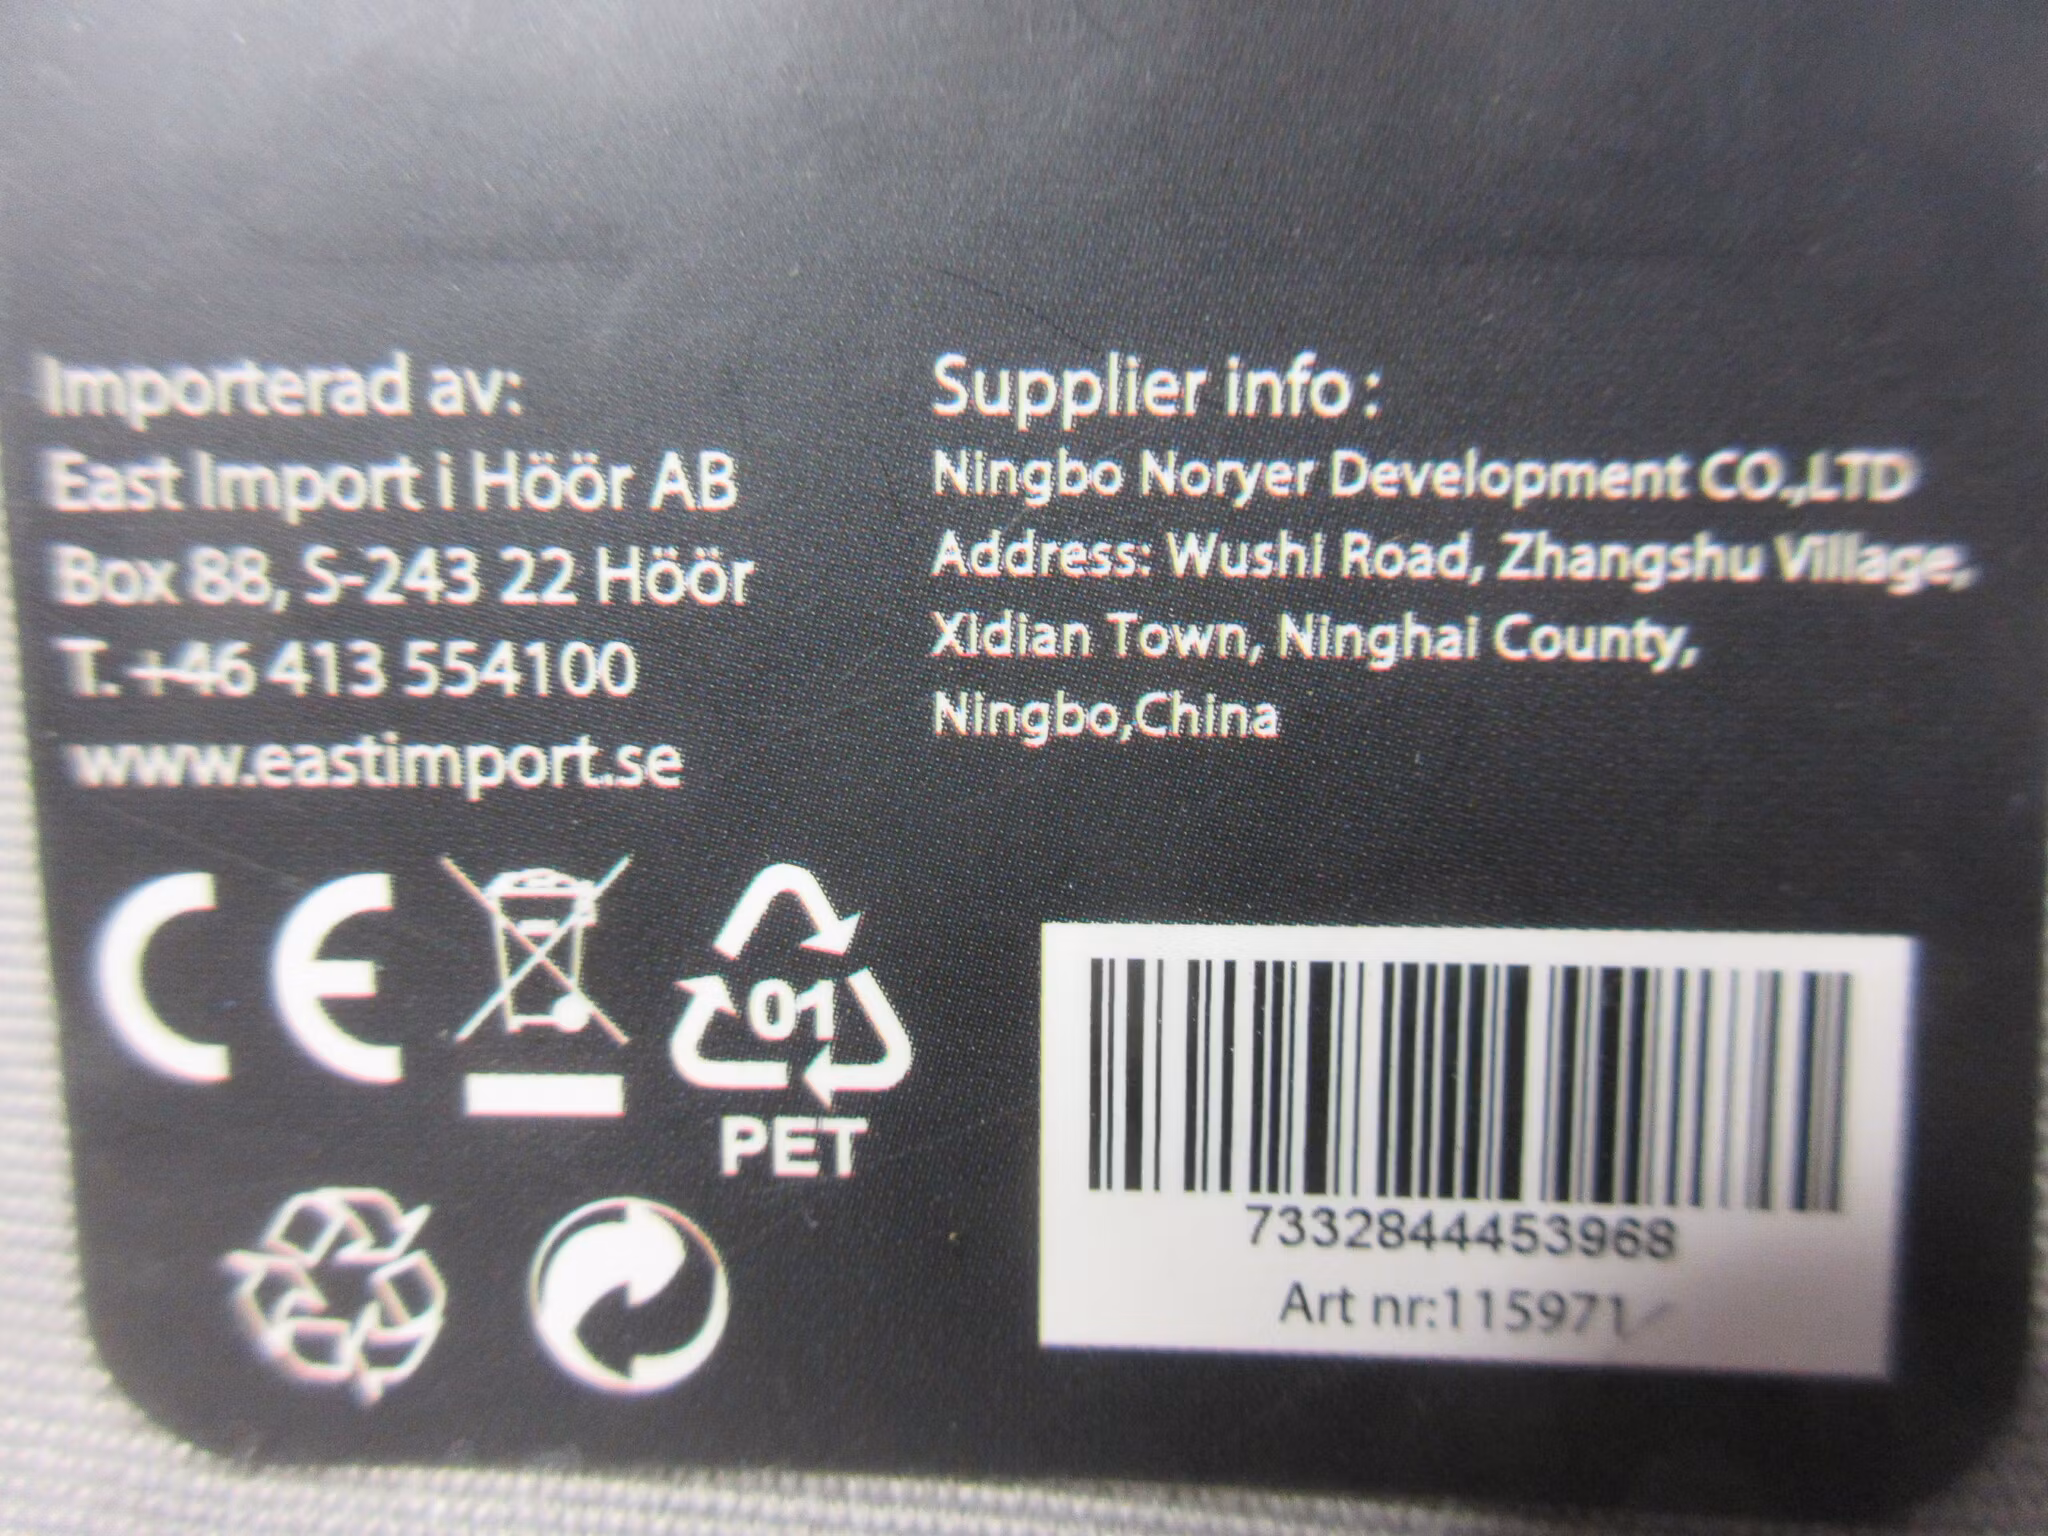 Importerad av:
East Import i Höör AB
Box 88, S-243 22 Höör
T. +46 413 554100
www.eastimport.se
Supplier info:
Ningbo Noryer Development CO.,LTD
Address: Wushi Road, Zhangshu Village,
Xidian Town, Ninghai County,
Ningbo,China
CE
01
PET
7332844453968
Art nr:115971